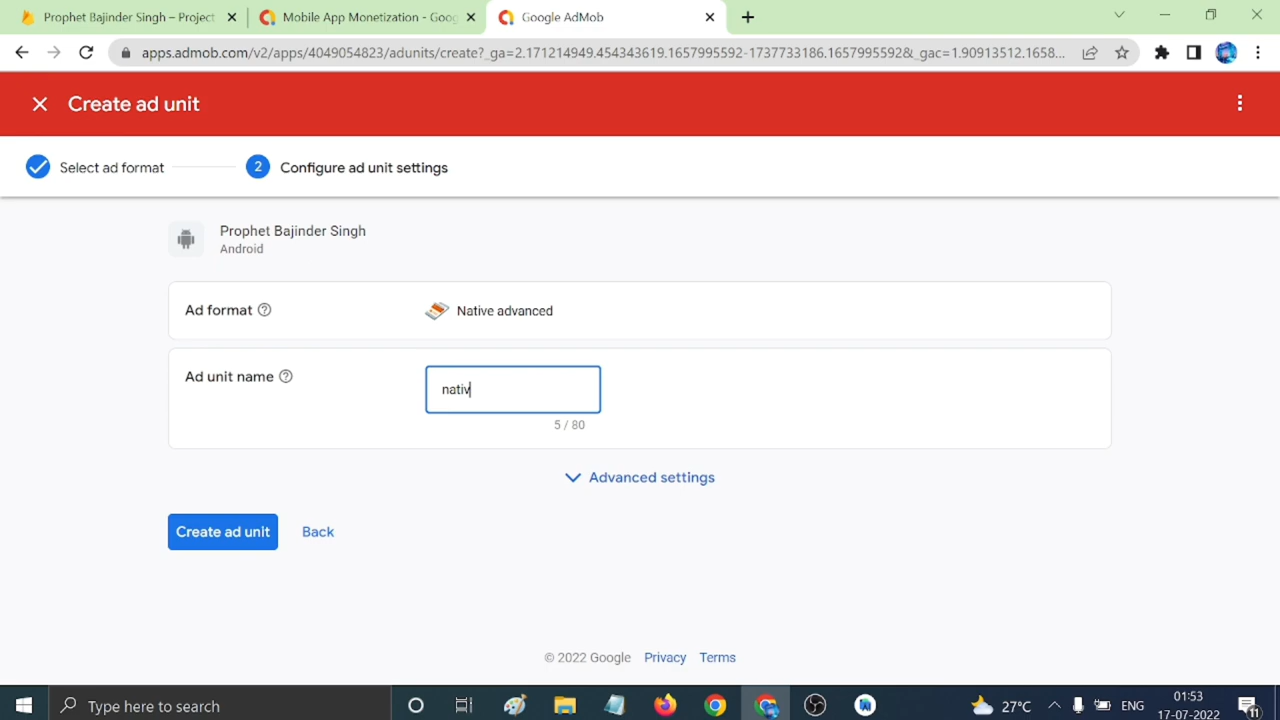 Prophet Bajinder Singh – Project
Mobile App Monetization - Goog
Google AdMob
apps.admob.com/v2/apps/4049054823/adunits/create?_ga=2.171214949.454343619.1657995592-1737733186.1657995592&_gac=1.90913512.1658...
Create ad unit
Select ad format
2 Configure ad unit settings
Prophet Bajinder Singh
Android
Ad format
Native advanced
Ad unit name
nativ
5 / 80
Advanced settings
Create ad unit
Back
© 2022 Google Privacy Terms
Type here to search
27°C
ENG
01:53
17-07-2022
11